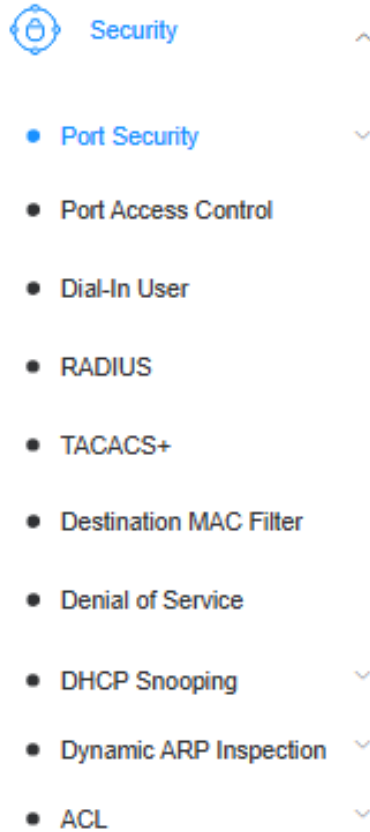 Security
Port Security
Port Access Control
Dial-In User
RADIUS
TACACS+
Destination MAC Filter
Denial of Service
DHCP Snooping
Dynamic ARP Inspection
ACL